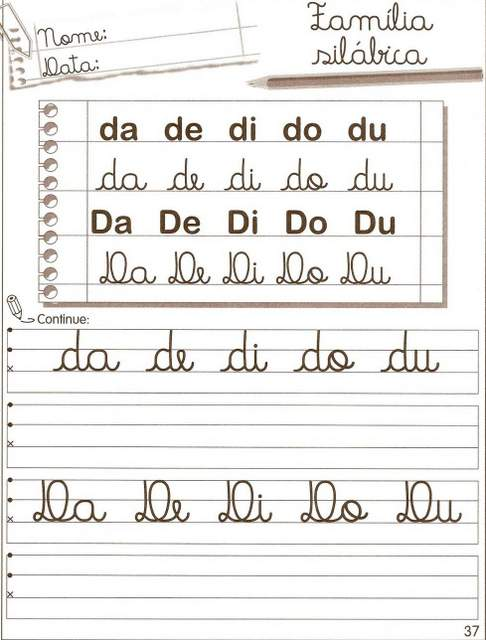 Nome:
Data:
Família
silábica
da de di do du
da de di do du
Da De Di Do Du
Da De Di Do Du
Continue:
da de di do du
Da De Di Do Du
37